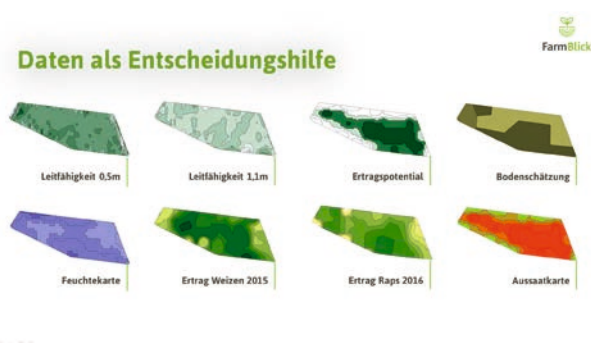 FarmBlick
Daten als Entscheidungshilfe
Leitfähigkeit 0,5m
Leitfähigkeit 1,1m
Ertragspotential
Bodenschätzung
Feuchtekarte
Ertrag Weizen 2015
Ertrag Raps 2016
Aussaatkarte